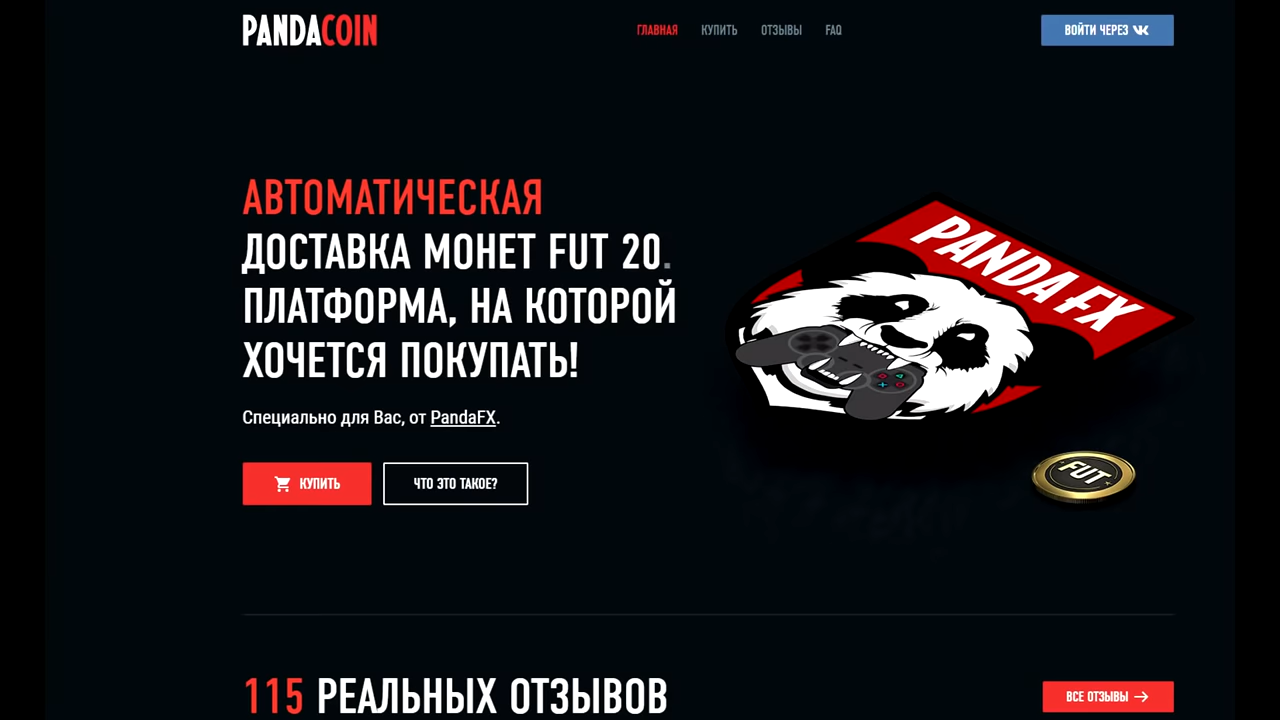 PANDACOIN
ГЛАВНАЯ КУПИТЬ ОТЗЫВЫ FAQ
ВОЙТИ ЧЕРЕЗ
АВТОМАТИЧЕСКАЯ
ДОСТАВКА МОНЕТ FUT 20.
ПЛАТФОРМА, НА КОТОРОЙ
ХОЧЕТСЯ ПОКУПАТЬ!
Специально для Вас, от PandaFX.
КУПИТЬ
ЧТО ЭТО ТАКОЕ?
PANDA FX
FUT
115 РЕАЛЬНЫХ ОТЗЫВОВ
ВСЕ ОТЗЫВЫ →